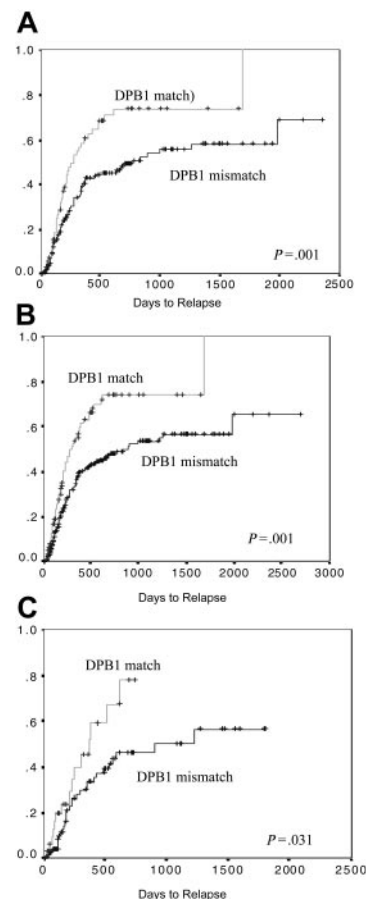 A
1.0
.8
DPB1 match)
.6
DPB1 mismatch
.4
.2
P=.001
0.0
0 500 1000 1500 2000 2500
Days to Relapse
B
1.0
.8
DPB1 match
.6
DPB1 mismatch
.4
.2
P=.001
0.0
0 500 1000 1500 2000 2500 3000
Days to Relapse
C
1.0
DPB1 match
.8
.6
DPB1 mismatch
.4
.2
P=.031
0.0
0 500 1000 1500 2000 2500
Days to Relapse